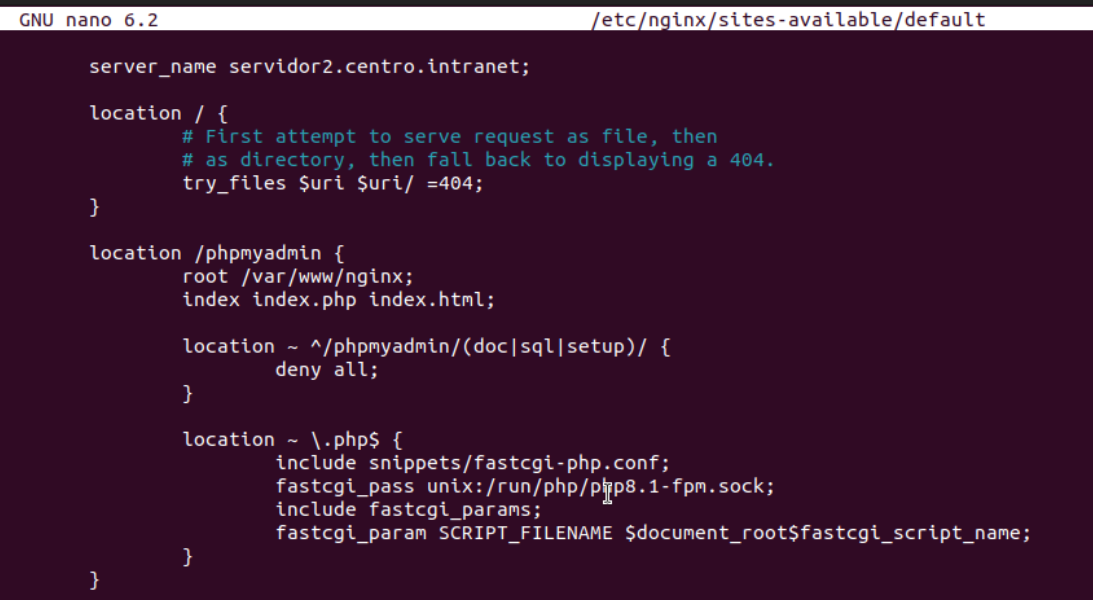 GNU nano 6.2 /etc/nginx/sites-available/default
server_name servidor2.centro.intranet;
location / {
# First attempt to serve request as file, then
# as directory, then fall back to displaying a 404.
try_files $uri $uri/ =404;
}
location /phpmyadmin {
root /var/www/nginx;
index index.php index.html;
location ~ ^/phpmyadmin/(doc|sql|setup)/ {
deny all;
}
location ~ \.php$ {
include snippets/fastcgi-php.conf;
fastcgi_pass unix:/run/php/php8.1-fpm.sock;
include fastcgi_params;
fastcgi_param SCRIPT_FILENAME $document_root$fastcgi_script_name;
}
}